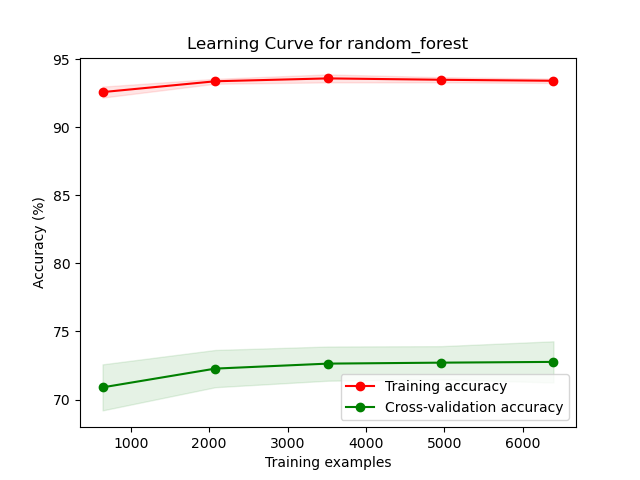 Learning Curve for random_forest
Accuracy (%)
95
90
85
80
75
70
Training accuracy
Cross-validation accuracy
1000 2000 3000 4000 5000 6000
Training examples